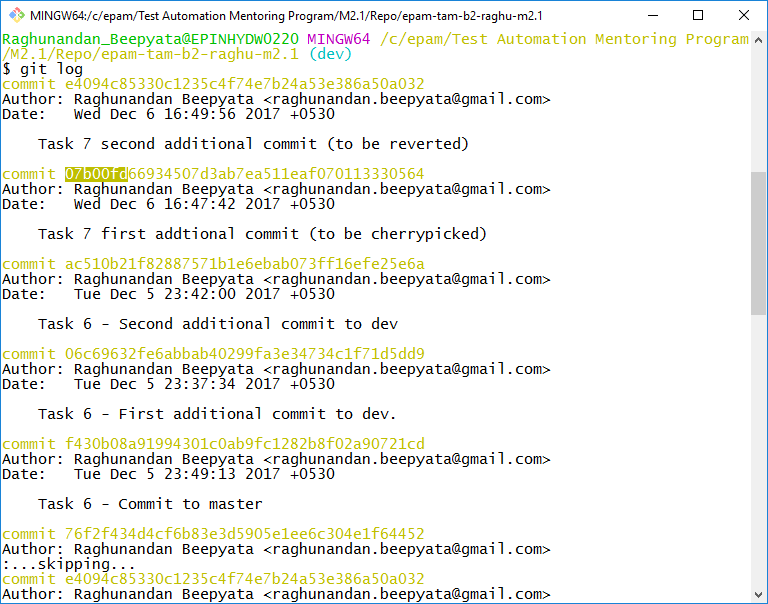 MINGW64:/c/epam/Test Automation Mentoring Program/M2.1/Repo/epam-tam-b2-raghu-m2.1
Raghunandan_Beepyata@EPINHYDW0220 MINGW64 /c/epam/Test Automation Mentoring Program
/M2.1/Repo/epam-tam-b2-raghu-m2.1 (dev)
$ git log
commit e4094c85330c1235c4f74e7b24a53e386a50a032
Author: Raghunandan Beepyata <raghunandan.beepyata@gmail.com>
Date:   Wed Dec 6 16:49:56 2017 +0530
    Task 7 second additional commit (to be reverted)
commit 07b00fd66934507d3ab7ea511eaf070113330564
Author: Raghunandan Beepyata <raghunandan.beepyata@gmail.com>
Date:   Wed Dec 6 16:47:42 2017 +0530
    Task 7 first addtional commit (to be cherrypicked)
commit ac510b21f82887571b1e6ebab073ff16efe25e6a
Author: Raghunandan Beepyata <raghunandan.beepyata@gmail.com>
Date:   Tue Dec 5 23:42:00 2017 +0530
    Task 6 - Second additional commit to dev
commit 06c69632fe6abbab40299fa3e34734c1f71d5dd9
Author: Raghunandan Beepyata <raghunandan.beepyata@gmail.com>
Date:   Tue Dec 5 23:37:34 2017 +0530
    Task 6 - First additional commit to dev.
commit f430b08a91994301c0ab9fc1282b8f02a90721cd
Author: Raghunandan Beepyata <raghunandan.beepyata@gmail.com>
Date:   Tue Dec 5 23:49:13 2017 +0530
    Task 6 - Commit to master
commit 76f2f434d4cf6b83e3d5905e1ee6c304e1f64452
Author: Raghunandan Beepyata <raghunandan.beepyata@gmail.com>
:...skipping...
commit e4094c85330c1235c4f74e7b24a53e386a50a032
Author: Raghunandan Beepyata <raghunandan.beepyata@gmail.com>